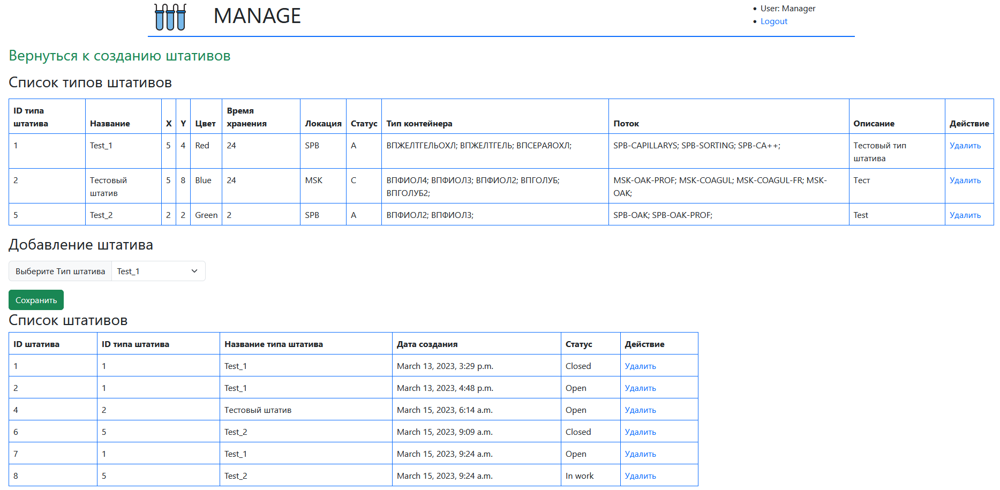 MANAGE
User: Manager
Logout
Вернуться к созданию штативов
Список типов штативов
ID типа штатива Название X Y Цвет Время хранения Локация Статус Тип контейнера Поток Описание Действие
1 Test_1 5 4 Red 24 SPB A ВПЖЕЛТГЕЛЬОХЛ; ВПЖЕЛТГЕЛЬ; ВПСЕРАЯОХЛ; SPB-CAPILLARYS; SPB-SORTING; SPB-CA++; Тестовый тип штатива Удалить
2 Тестовый штатив 5 8 Blue 24 MSK C ВПФИОЛ4; ВПФИОЛ3; ВПФИОЛ2; ВПГОЛУБ; ВПГОЛУБ2; MSK-OAK-PROF; MSK-COAGUL; MSK-COAGUL-FR; MSK-OAK; Тест Удалить
5 Test_2 2 2 Green 2 SPB A ВПФИОЛ2; ВПФИОЛ3; SPB-OAK; SPB-OAK-PROF; Test Удалить
Добавление штатива
Выберите Тип штатива Test_1
Сохранить
Список штативов
ID штатива ID типа штатива Название типа штатива Дата создания Статус Действие
1 1 Test_1 March 13, 2023, 3:29 p.m. Closed Удалить
2 1 Test_1 March 13, 2023, 4:48 p.m. Open Удалить
4 2 Тестовый штатив March 15, 2023, 6:14 a.m. Open Удалить
6 5 Test_2 March 15, 2023, 9:09 a.m. Closed Удалить
7 1 Test_1 March 15, 2023, 9:24 a.m. Open Удалить
8 5 Test_2 March 15, 2023, 9:24 a.m. In work Удалить